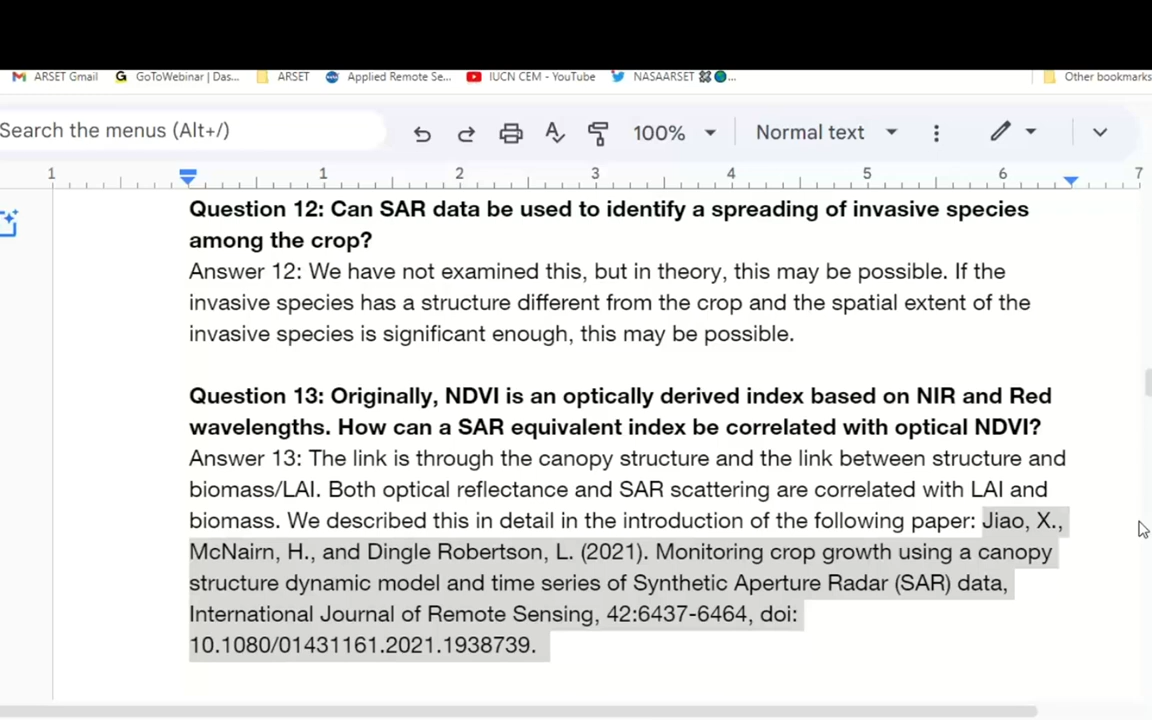 ARSET Gmail GoToWebinar | Das... ARSET Applied Remote Se... IUCN CEM - YouTube NASAARSET 🛰🌎... Other bookmarks
Search the menus (Alt+/) 100% Normal text
1 1 2 3 4 5 6 7
Question 12: Can SAR data be used to identify a spreading of invasive species
among the crop?
Answer 12: We have not examined this, but in theory, this may be possible. If the
invasive species has a structure different from the crop and the spatial extent of the
invasive species is significant enough, this may be possible.
Question 13: Originally, NDVI is an optically derived index based on NIR and Red
wavelengths. How can a SAR equivalent index be correlated with optical NDVI?
Answer 13: The link is through the canopy structure and the link between structure and
biomass/LAI. Both optical reflectance and SAR scattering are correlated with LAI and
biomass. We described this in detail in the introduction of the following paper: Jiao, X.,
McNairn, H., and Dingle Robertson, L. (2021). Monitoring crop growth using a canopy
structure dynamic model and time series of Synthetic Aperture Radar (SAR) data,
International Journal of Remote Sensing, 42:6437-6464, doi:
10.1080/01431161.2021.1938739.